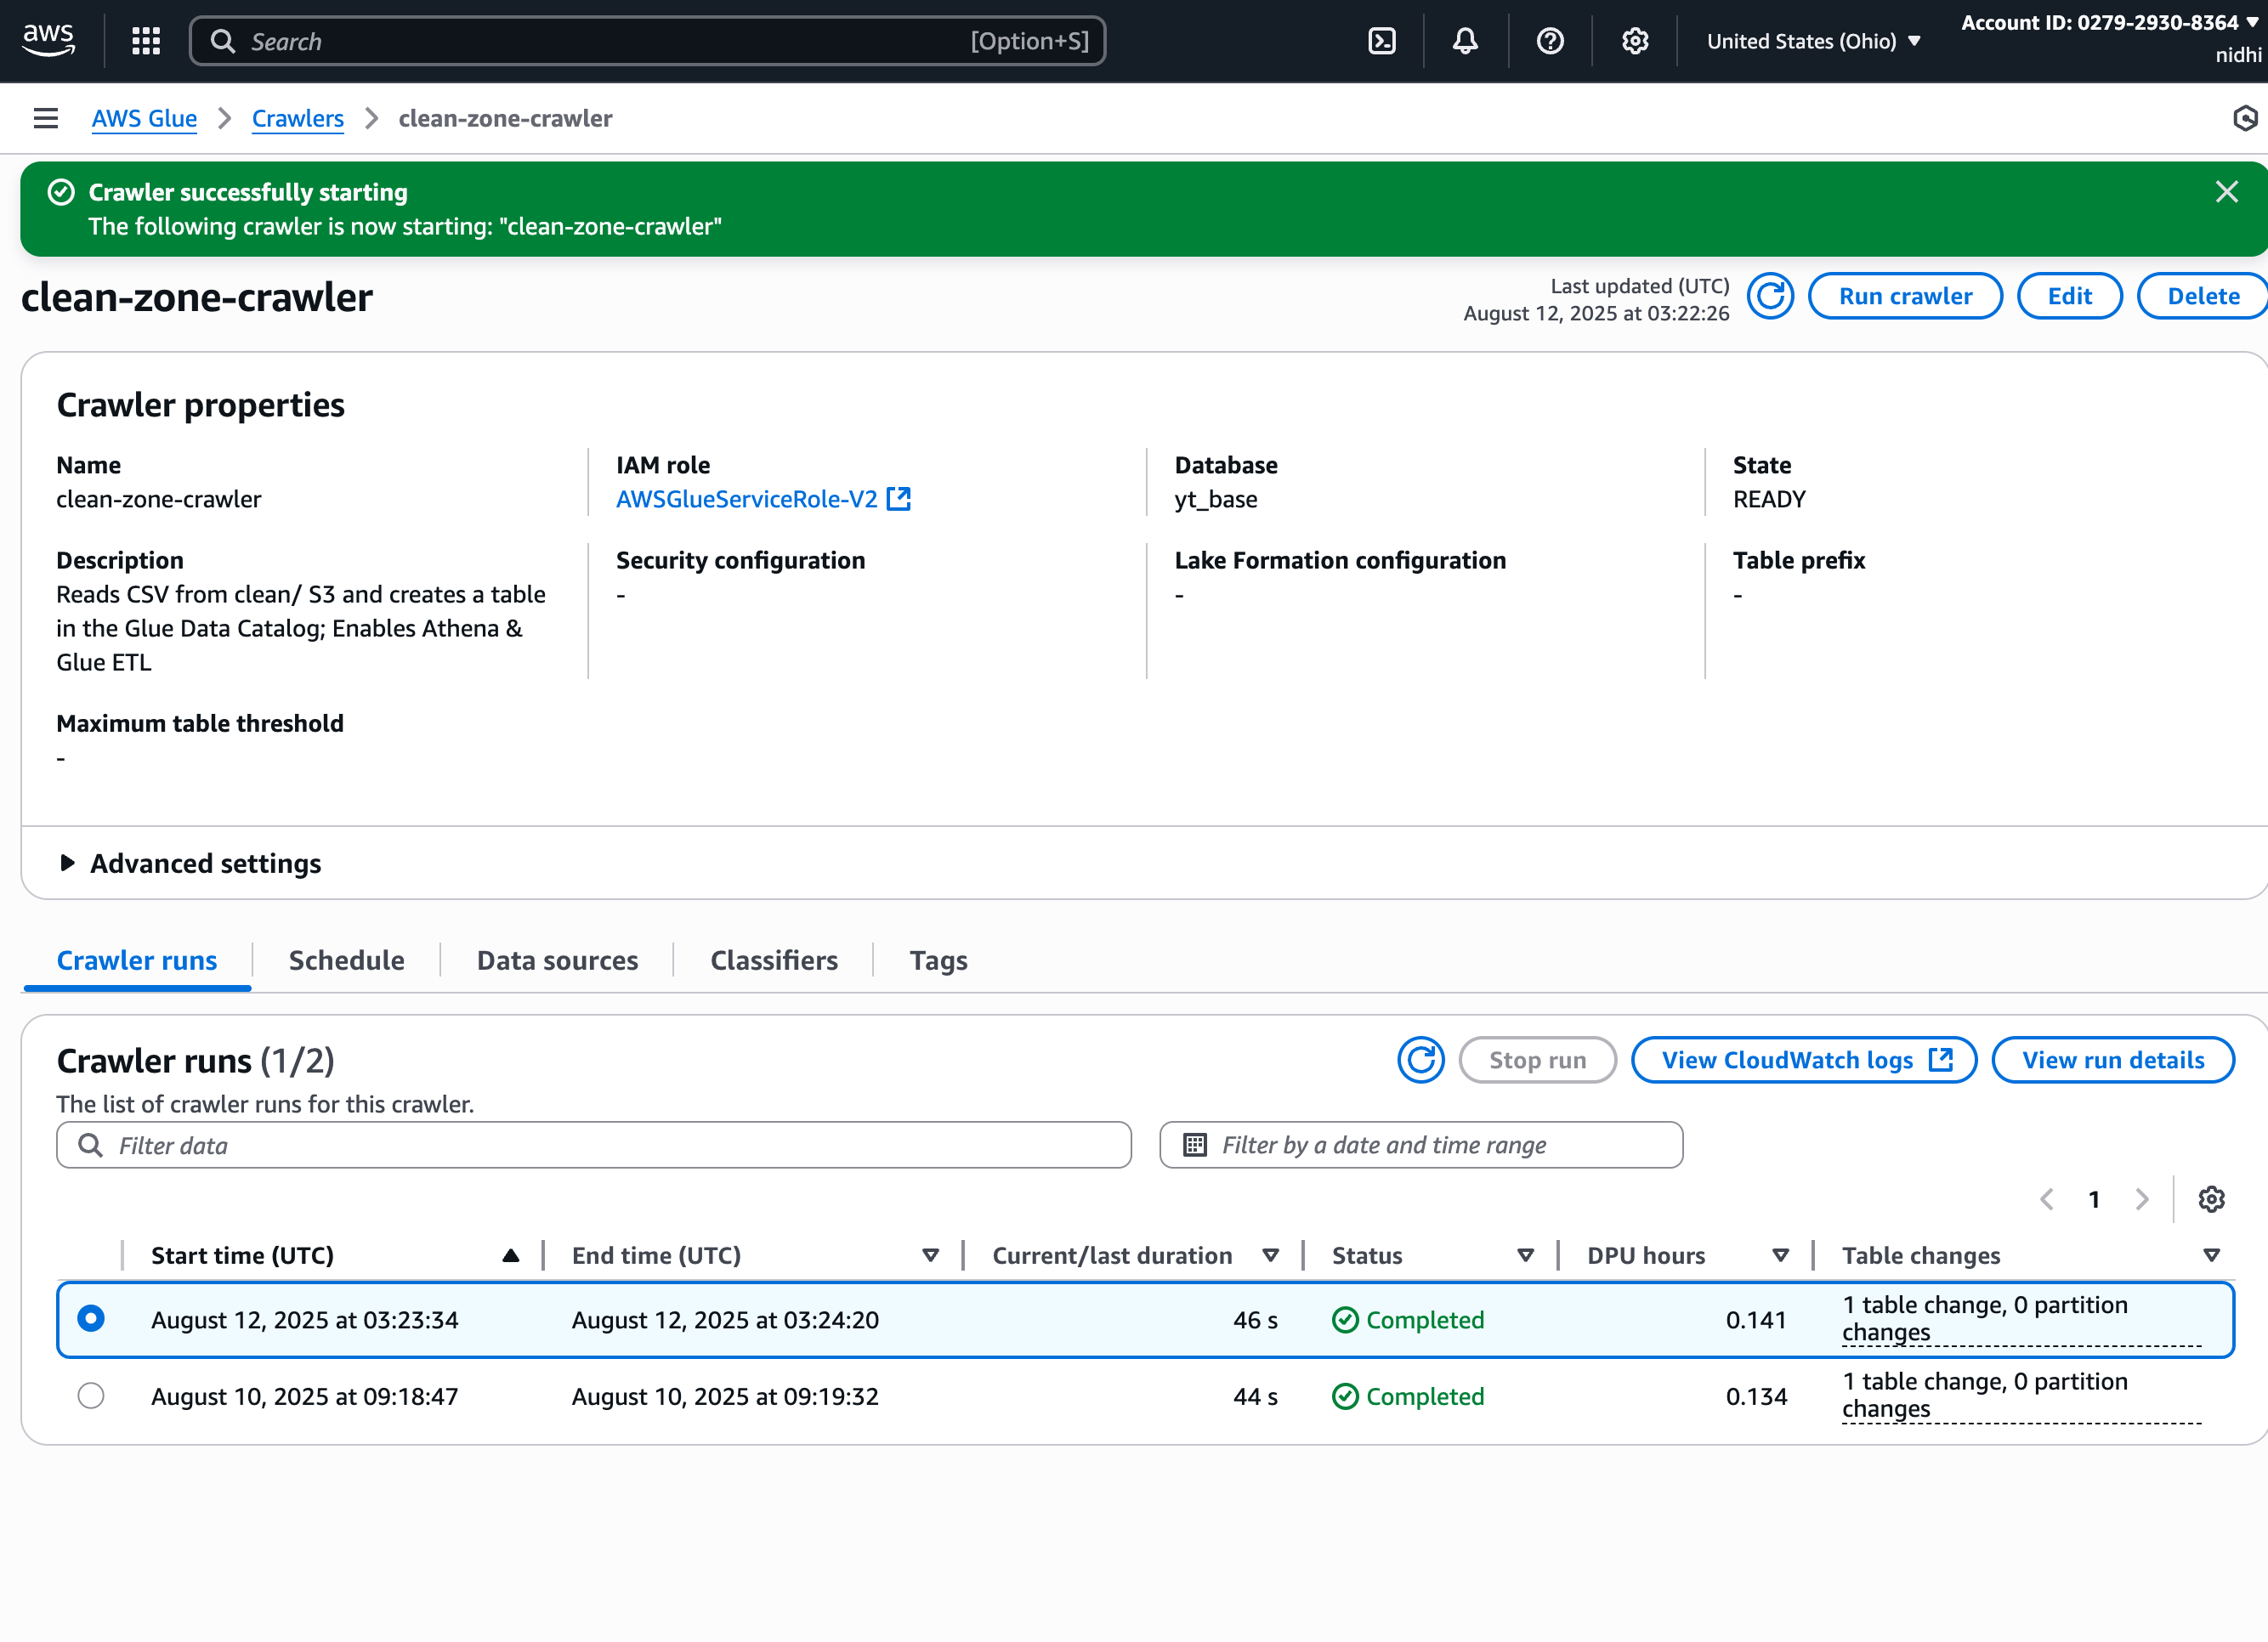 aws
Search [Option+S]
United States (Ohio)
Account ID: 0279-2930-8364
nidhi
AWS Glue Crawlers clean-zone-crawler
Crawler successfully starting
The following crawler is now starting: "clean-zone-crawler"
clean-zone-crawler
Last updated (UTC)
August 12, 2025 at 03:22:26
Run crawler Edit Delete
Crawler properties
Name
clean-zone-crawler
IAM role
AWSGlueServiceRole-V2
Database
yt_base
State
READY
Description
Reads CSV from clean/ S3 and creates a table
in the Glue Data Catalog; Enables Athena &
Glue ETL
Security configuration
-
Lake Formation configuration
-
Table prefix
-
Maximum table threshold
-
Advanced settings
Crawler runs Schedule Data sources Classifiers Tags
Crawler runs (1/2)
The list of crawler runs for this crawler.
Stop run View CloudWatch logs View run details
Filter data Filter by a date and time range
1
Start time (UTC) End time (UTC) Current/last duration Status DPU hours Table changes
August 12, 2025 at 03:23:34 August 12, 2025 at 03:24:20 46 s Completed 0.141 1 table change, 0 partition
changes
August 10, 2025 at 09:18:47 August 10, 2025 at 09:19:32 44 s Completed 0.134 1 table change, 0 partition
changes